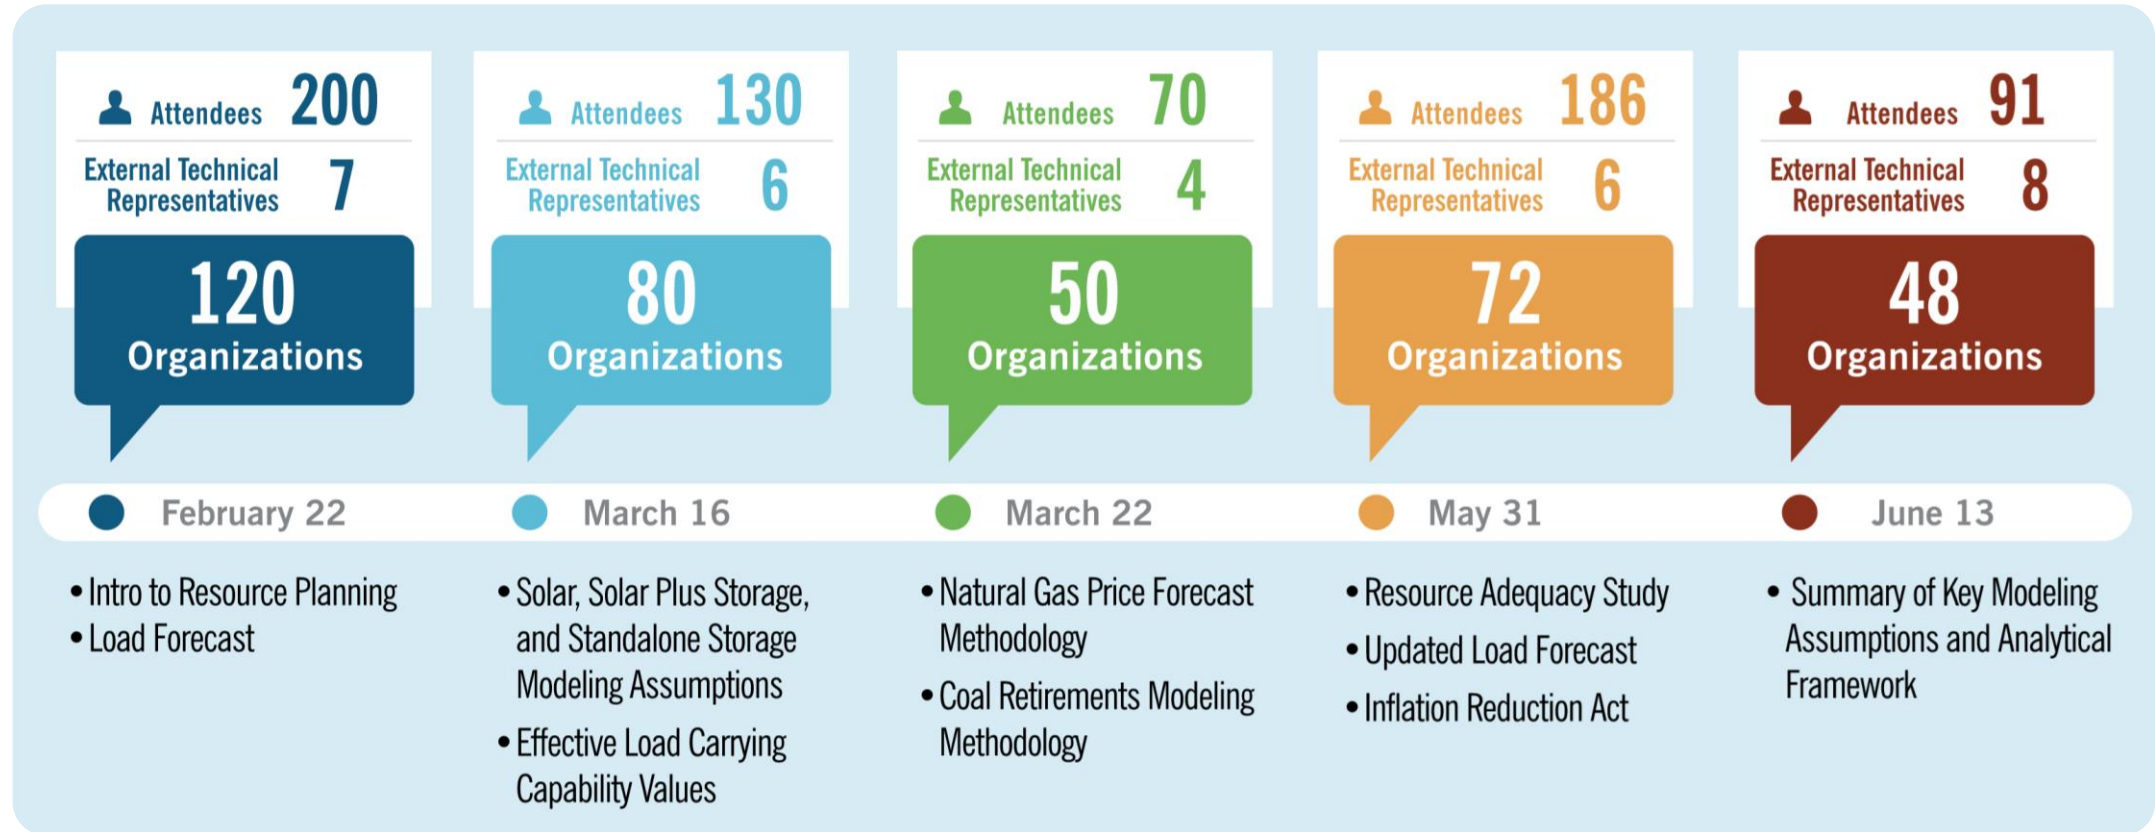 Attendees 200
External Technical
Representatives 7
120
Organizations
February 22
• Intro to Resource Planning
• Load Forecast
Attendees 130
External Technical
Representatives 6
80
Organizations
March 16
• Solar, Solar Plus Storage,
and Standalone Storage
Modeling Assumptions
• Effective Load Carrying
Capability Values
Attendees 70
External Technical
Representatives 4
50
Organizations
March 22
• Natural Gas Price Forecast
Methodology
• Coal Retirements Modeling
Methodology
Attendees 186
External Technical
Representatives 6
72
Organizations
May 31
• Resource Adequacy Study
• Updated Load Forecast
• Inflation Reduction Act
Attendees 91
External Technical
Representatives 8
48
Organizations
June 13
• Summary of Key Modeling
Assumptions and Analytical
Framework